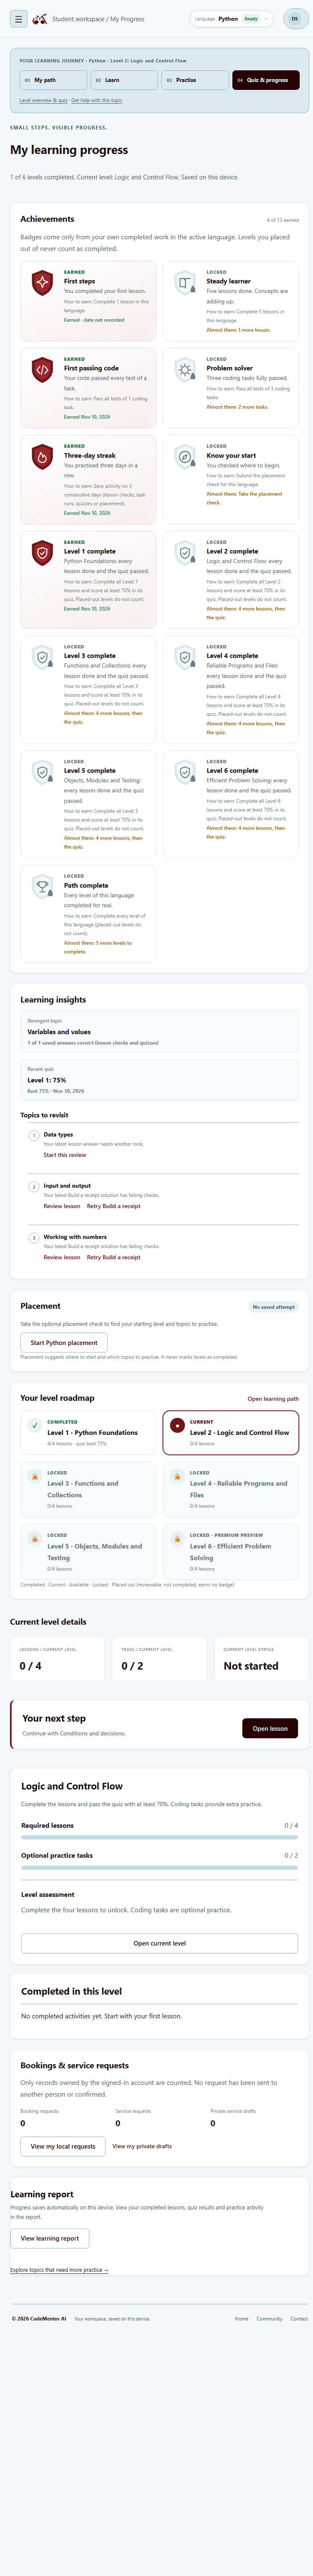 Student workspace / My Progress
Language Python Ready
DS
YOUR LEARNING JOURNEY · Python · Level 2: Logic and Control Flow
01 My path
02 Learn
03 Practise
04 Quiz & progress
Level overview & quiz · Get help with this topic
SMALL STEPS. VISIBLE PROGRESS.
My learning progress
1 of 6 levels completed. Current level: Logic and Control Flow. Saved on this device.
Achievements
4 of 13 earned
Badges come only from your own completed work in the active language. Levels you placed
out of never count as completed.
EARNED
First steps
You completed your first lesson.
How to earn: Complete 1 lesson in this
language.
Earned · date not recorded
LOCKED
Steady learner
Five lessons done. Concepts are
adding up.
How to earn: Complete 5 lessons in
this language.
Almost there: 1 more lesson.
EARNED
First passing code
Your code passed every test of a
task.
How to earn: Pass all tests of 1 coding
task.
Earned Nov 10, 2026
LOCKED
Problem solver
Three coding tasks fully passed.
How to earn: Pass all tests of 3 coding
tasks.
Almost there: 2 more tasks.
EARNED
Three-day streak
You practised three days in a
row.
How to earn: Save activity on 3
consecutive days (lesson checks, task
runs, quizzes or placement).
Earned Nov 10, 2026
LOCKED
Know your start
You checked where to begin.
How to earn: Submit the placement
check for this language.
Almost there: Take the placement
check.
EARNED
Level 1 complete
Python Foundations: every
lesson done and the quiz passed.
How to earn: Complete all Level 1
lessons and score at least 70% in its
quiz. Placed-out levels do not count.
Earned Nov 10, 2026
LOCKED
Level 2 complete
Logic and Control Flow: every
lesson done and the quiz passed.
How to earn: Complete all Level 2
lessons and score at least 70% in its
quiz. Placed-out levels do not count.
Almost there: 4 more lessons, then
the quiz.
LOCKED
Level 3 complete
Functions and Collections: every
lesson done and the quiz passed.
How to earn: Complete all Level 3
lessons and score at least 70% in its
quiz. Placed-out levels do not count.
Almost there: 4 more lessons, then
the quiz.
LOCKED
Level 4 complete
Reliable Programs and Files:
every lesson done and the quiz
passed.
How to earn: Complete all Level 4
lessons and score at least 70% in its
quiz. Placed-out levels do not count.
Almost there: 4 more lessons, then
the quiz.
LOCKED
Level 5 complete
Objects, Modules and Testing:
every lesson done and the quiz
passed.
How to earn: Complete all Level 5
lessons and score at least 70% in its
quiz. Placed-out levels do not count.
Almost there: 4 more lessons, then
the quiz.
LOCKED
Level 6 complete
Efficient Problem Solving: every
lesson done and the quiz passed.
How to earn: Complete all Level 6
lessons and score at least 70% in its
quiz. Placed-out levels do not count.
Almost there: 4 more lessons, then
the quiz.
LOCKED
Path complete
Every level of this language
completed for real.
How to earn: Complete every level of
this language (placed-out levels do
not count).
Almost there: 5 more levels to
complete.
Learning insights
Strongest topic
Variables and values
1 of 1 saved answers correct (lesson checks and quizzes)
Recent quiz
Level 1: 75%
Best 75% · Nov 10, 2026
Topics to revisit
1 Data types
Your latest lesson answer needs another look.
Start this review
2 Input and output
Your latest Build a receipt solution has failing checks.
Review lesson Retry Build a receipt
3 Working with numbers
Your latest Build a receipt solution has failing checks.
Review lesson Retry Build a receipt
Placement
No saved attempt
Take the optional placement check to find your starting level and topics to practise.
Start Python placement
Placement suggests where to start and which topics to practise. It never marks levels as completed.
Your level roadmap
Open learning path
COMPLETED
Level 1 · Python Foundations
4/4 lessons · quiz best 75%
CURRENT
Level 2 · Logic and Control Flow
0/4 lessons
LOCKED
Level 3 · Functions and
Collections
0/4 lessons
LOCKED
Level 4 · Reliable Programs and
Files
0/4 lessons
LOCKED
Level 5 · Objects, Modules and
Testing
0/4 lessons
LOCKED · PREMIUM PREVIEW
Level 6 · Efficient Problem
Solving
0/4 lessons
Completed · Current · Available · Locked · Placed out (reviewable, not completed, earns no badge)
Current level details
LESSONS / CURRENT LEVEL
0 / 4
TASKS / CURRENT LEVEL
0 / 2
CURRENT LEVEL STATUS
Not started
Your next step
Continue with Conditions and decisions.
Open lesson
Logic and Control Flow
Complete the lessons and pass the quiz with at least 70%. Coding tasks provide extra practice.
Required lessons
0 / 4
Optional practice tasks
0 / 2
Level assessment
Complete the four lessons to unlock. Coding tasks are optional practice.
Open current level
Completed in this level
No completed activities yet. Start with your first lesson.
Bookings & service requests
Only records owned by the signed-in account are counted. No request has been sent to
another person or confirmed.
Booking requests
0
Service requests
0
Private service drafts
0
View my local requests
View my private drafts
Learning report
Progress saves automatically on this device. View your completed lessons, quiz results and practice activity
in the report.
View learning report
Explore topics that need more practice →
© 2026 CodeMentor AI
Your workspace, saved on this device.
Home
Community
Contact